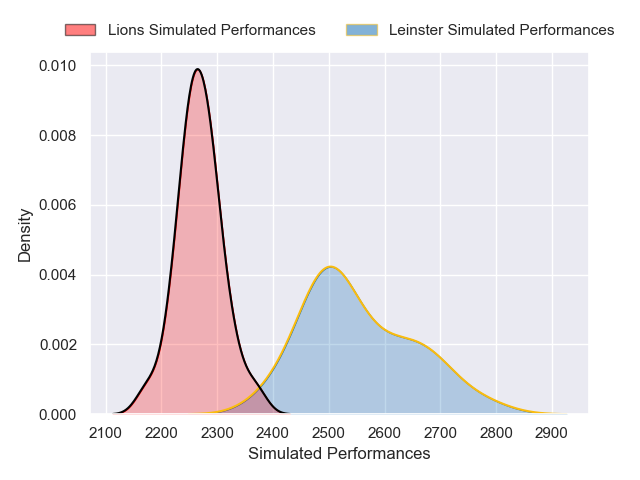 Lions Simulated Performances Leinster Simulated Performances
0.010
0.008
0.006
0.004
0.002
0.000
Density
2100 2200 2300 2400 2500 2600 2700 2800 2900
Simulated Performances